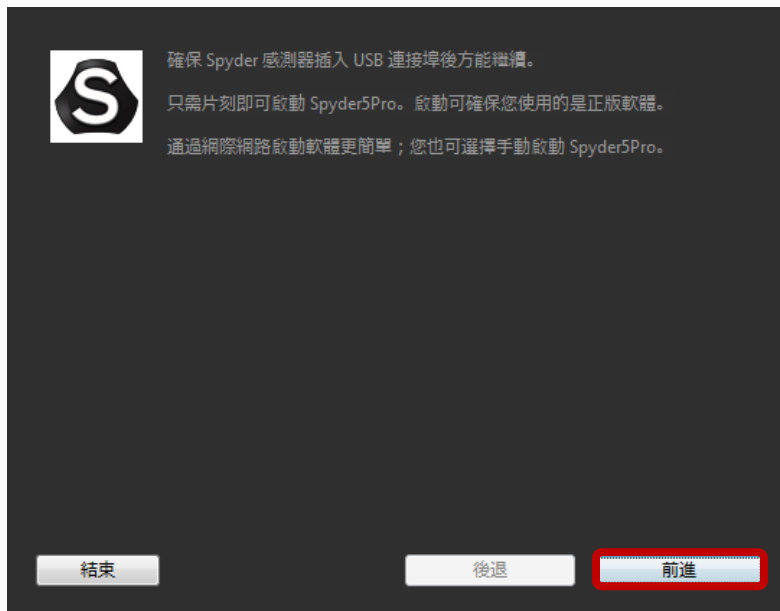 S
確保 Spyder 感測器插入 USB 連接埠後方能繼續。
只需片刻即可啟動 Spyder5Pro。啟動可確保您使用的是正版軟體。
通過網際網路啟動軟體更簡單；您也可選擇手動啟動 Spyder5Pro。
結束
後退
前進